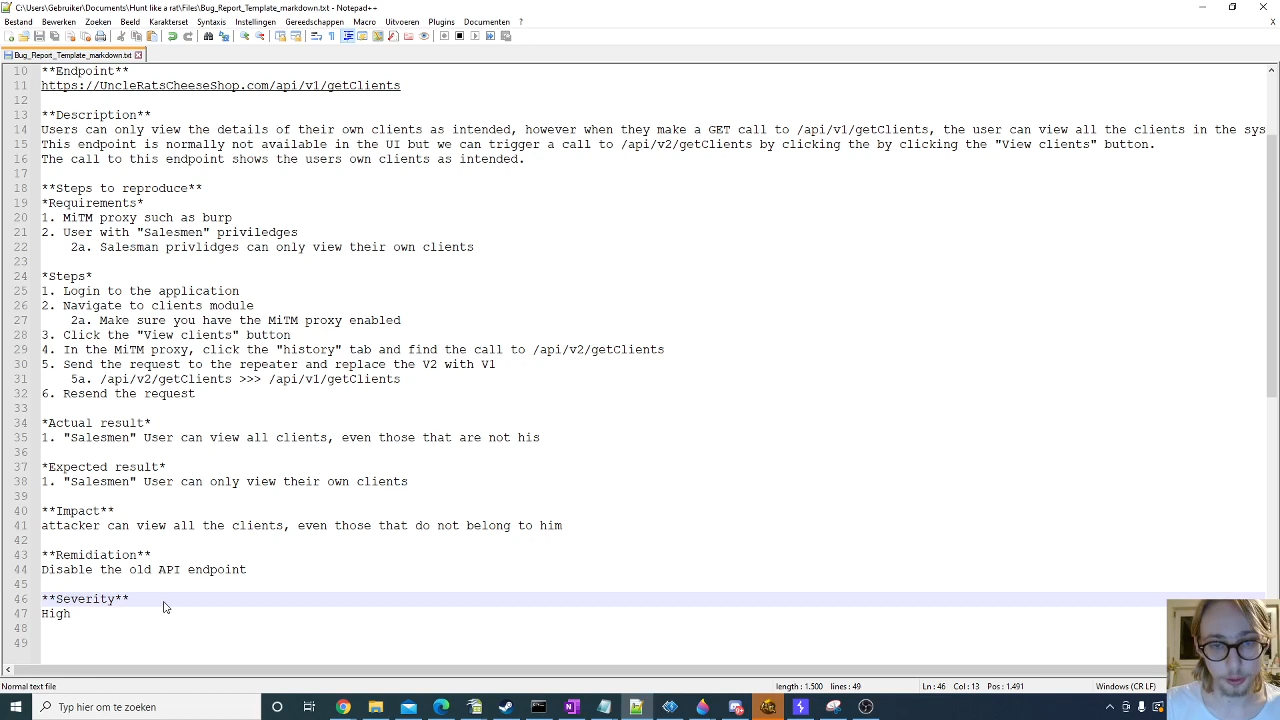 C:\Users\Gebruiker\Documents\Hunt like a rat\Files\Bug_Report_Template_markdown.txt - Notepad++
Bestand Bewerken Zoeken Beeld Karakterset Syntaxis Instellingen Gereedschappen Macro Uitvoeren Plugins Documenten ? X
Bug_Report_Template_markdown.txt
10 **Endpoint**
11 https://UncleRatsCheeseShop.com/api/v1/getClients
12
13 **Description**
14 Users can only view the details of their own clients as intended, however when they make a GET call to /api/v1/getClients, the user can view all the clients in the sys
15 This endpoint is normally not available in the UI but we can trigger a call to /api/v2/getClients by clicking the by clicking the "View clients" button.
16 The call to this endpoint shows the users own clients as intended.
17
18 **Steps to reproduce**
19 *Requirements*
20 1. MiTM proxy such as burp
21 2. User with "Salesmen" priviledges
22 2a. Salesman privlidges can only view their own clients
23
24 *Steps*
25 1. Login to the application
26 2. Navigate to clients module
27 2a. Make sure you have the MiTM proxy enabled
28 3. Click the "View clients" button
29 4. In the MiTM proxy, click the "history" tab and find the call to /api/v2/getClients
30 5. Send the request to the repeater and replace the V2 with V1
31 5a. /api/v2/getClients >>> /api/v1/getClients
32 6. Resend the request
33
34 *Actual result*
35 1. "Salesmen" User can view all clients, even those that are not his
36
37 *Expected result*
38 1. "Salesmen" User can only view their own clients
39
40 **Impact**
41 attacker can view all the clients, even those that do not belong to him
42
43 **Remidiation**
44 Disable the old API endpoint
45
46 **Severity**
47 High
48
49
Normal text file length : 1.500 lines : 49 Ln : 46 Col : 13 Pos : 1.491 Windows (CR LF)
Typ hier om te zoeken